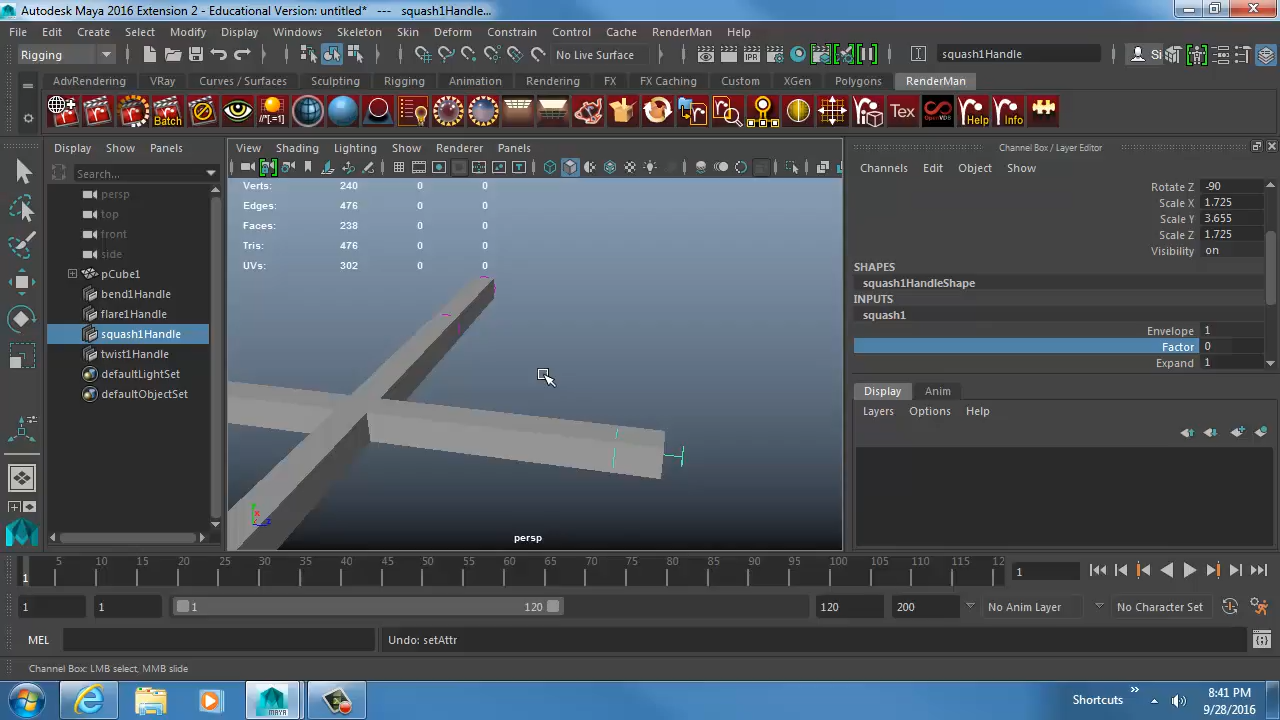 Autodesk Maya 2016 Extension 2 - Educational Version: untitled* --- squash1Handle...
File Edit Create Select Modify Display Windows Skeleton Skin Deform Constrain Control Cache RenderMan Help
Rigging No Live Surface squash1Handle Si
AdvRendering VRay Curves / Surfaces Sculpting Rigging Animation Rendering FX FX Caching Custom XGen Polygons RenderMan
//*[.=] Batch Tex OpenVDB Help Info
Display Show Panels View Shading Lighting Show Renderer Panels Channel Box / Layer Editor
Search...
Channels Edit Object Show
persp
top
front
side
pCube1
bend1Handle
flare1Handle
squash1Handle
twist1Handle
defaultLightSet
defaultObjectSet
Verts: 240 0 0
Edges: 476 0 0
Faces: 238 0 0
Tris: 476 0 0
UVs: 302 0 0
persp
Rotate Z -90
Scale X 1.725
Scale Y 3.655
Scale Z 1.725
Visibility on
SHAPES
squash1HandleShape
INPUTS
squash1
Envelope 1
Factor 0
Expand 1
Display Anim
Layers Options Help
1 5 10 15 20 25 30 35 40 45 50 55 60 65 70 75 80 85 90 95 100 105 110 115 12 1
1 1 1 120 120 200 No Anim Layer No Character Set
MEL Undo: setAttr
Channel Box: LMB select, MMB slide
MAYA Shortcuts 8:41 PM
9/28/2016